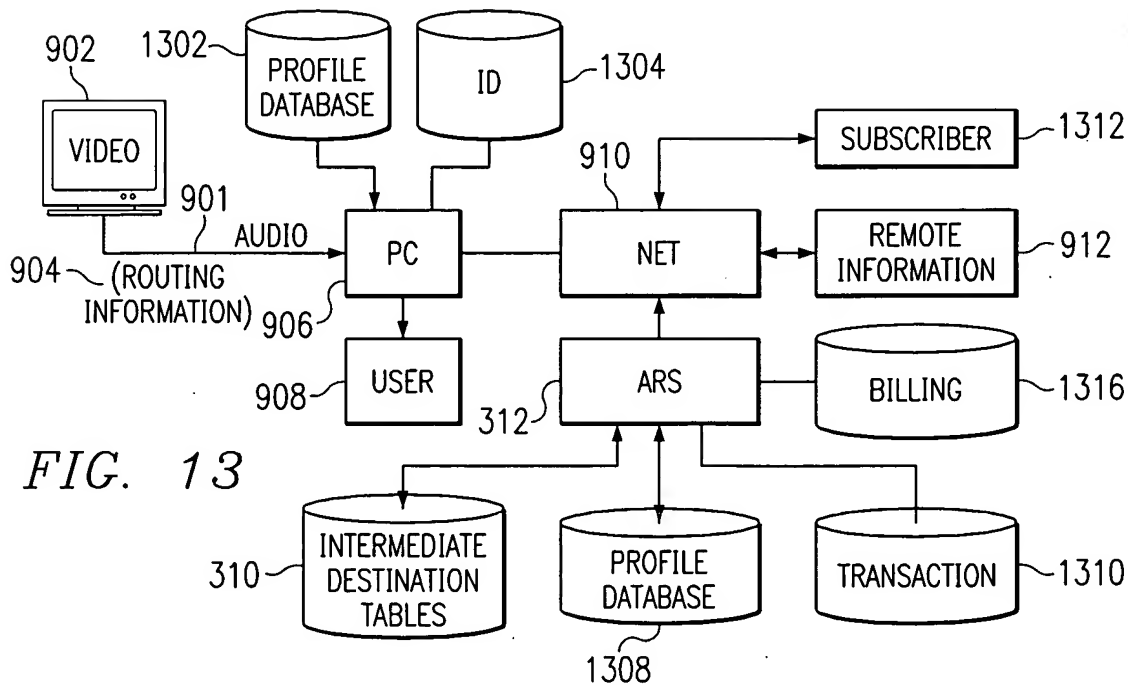 1302
PROFILE
DATABASE
ID
1304
902
VIDEO
901
AUDIO
904
(ROUTING
INFORMATION)
PC
906
USER
908
910
NET
SUBSCRIBER
1312
REMOTE
INFORMATION
912
ARS
312
BILLING
1316
FIG. 13
INTERMEDIATE
DESTINATION
TABLES
310
PROFILE
DATABASE
1308
TRANSACTION
1310